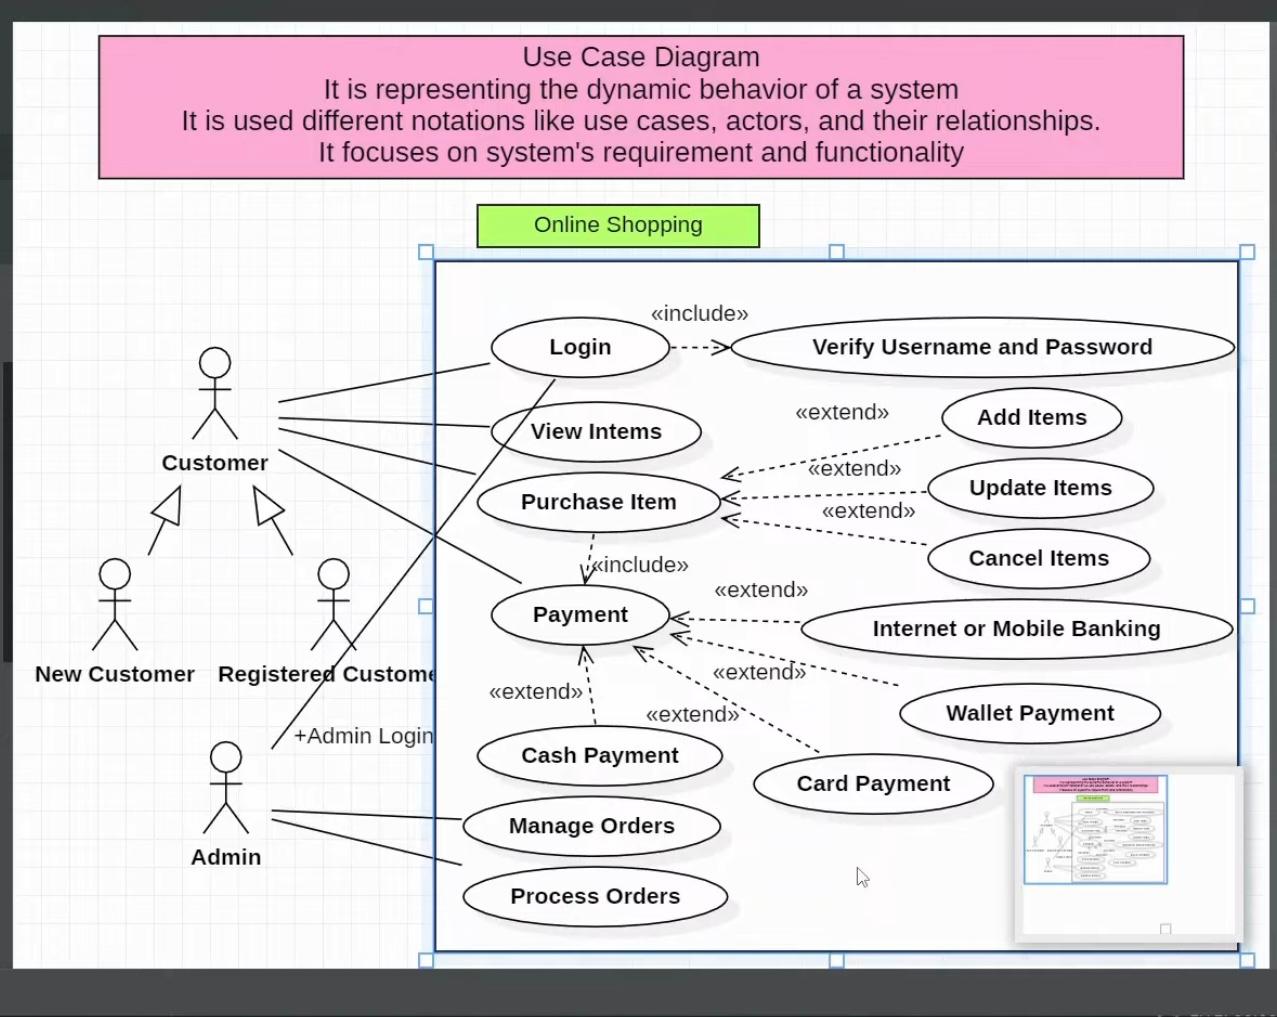 Use Case Diagram
It is representing the dynamic behavior of a system
It is used different notations like use cases, actors, and their relationships.
It focuses on system's requirement and functionality
Online Shopping
«include»
Login
Verify Username and Password
«extend»
Add Items
View Intems
Customer
«extend»
Purchase Item
Update Items
«extend»
Cancel Items
«include»
«extend»
Payment
Internet or Mobile Banking
New Customer
Registered Custome
«extend»
«extend»
«extend»
Wallet Payment
+Admin Login
Cash Payment
Card Payment
Manage Orders
Admin
Process Orders